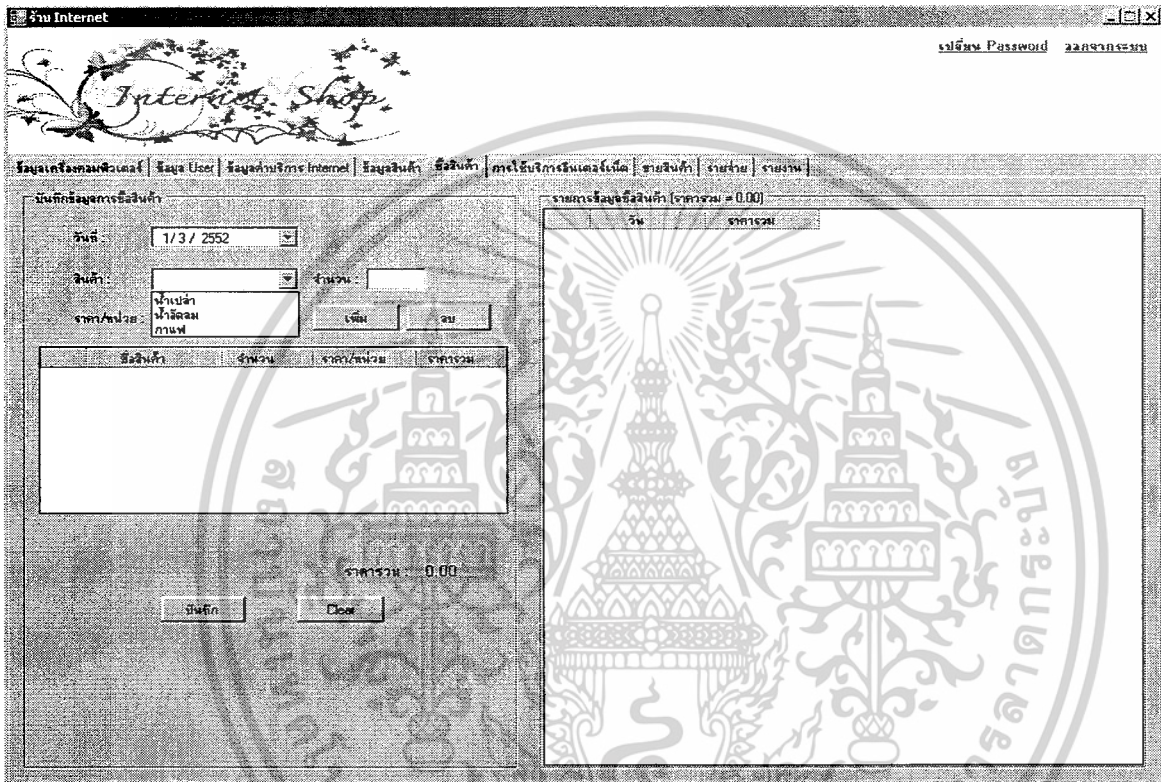 ร้าน Internet
เปลี่ยน Password ออกจากระบบ
Internet Shop
ข้อมูลเครื่องคอมพิวเตอร์ ข้อมูล User ข้อมูลค่าบริการ Internet ข้อมูลสินค้า ซื้อสินค้า การใช้บริการอินเตอร์เน็ต ขายสินค้า รายจ่าย รายงาน
บันทึกข้อมูลการซื้อสินค้า
วันที่ : 1/ 3 / 2552
สินค้า : จำนวน :
น้ำเปล่า
น้ำอัดลม
กาแฟ
ราคา/หน่วย : เพิ่ม ลบ
ชื่อสินค้า จำนวน ราคา/หน่วย ราคารวม
ราคารวม : 0.00
บันทึก Clear
รายการข้อมูลซื้อสินค้า (ราคารวม = 0.00)
วัน ราคารวม